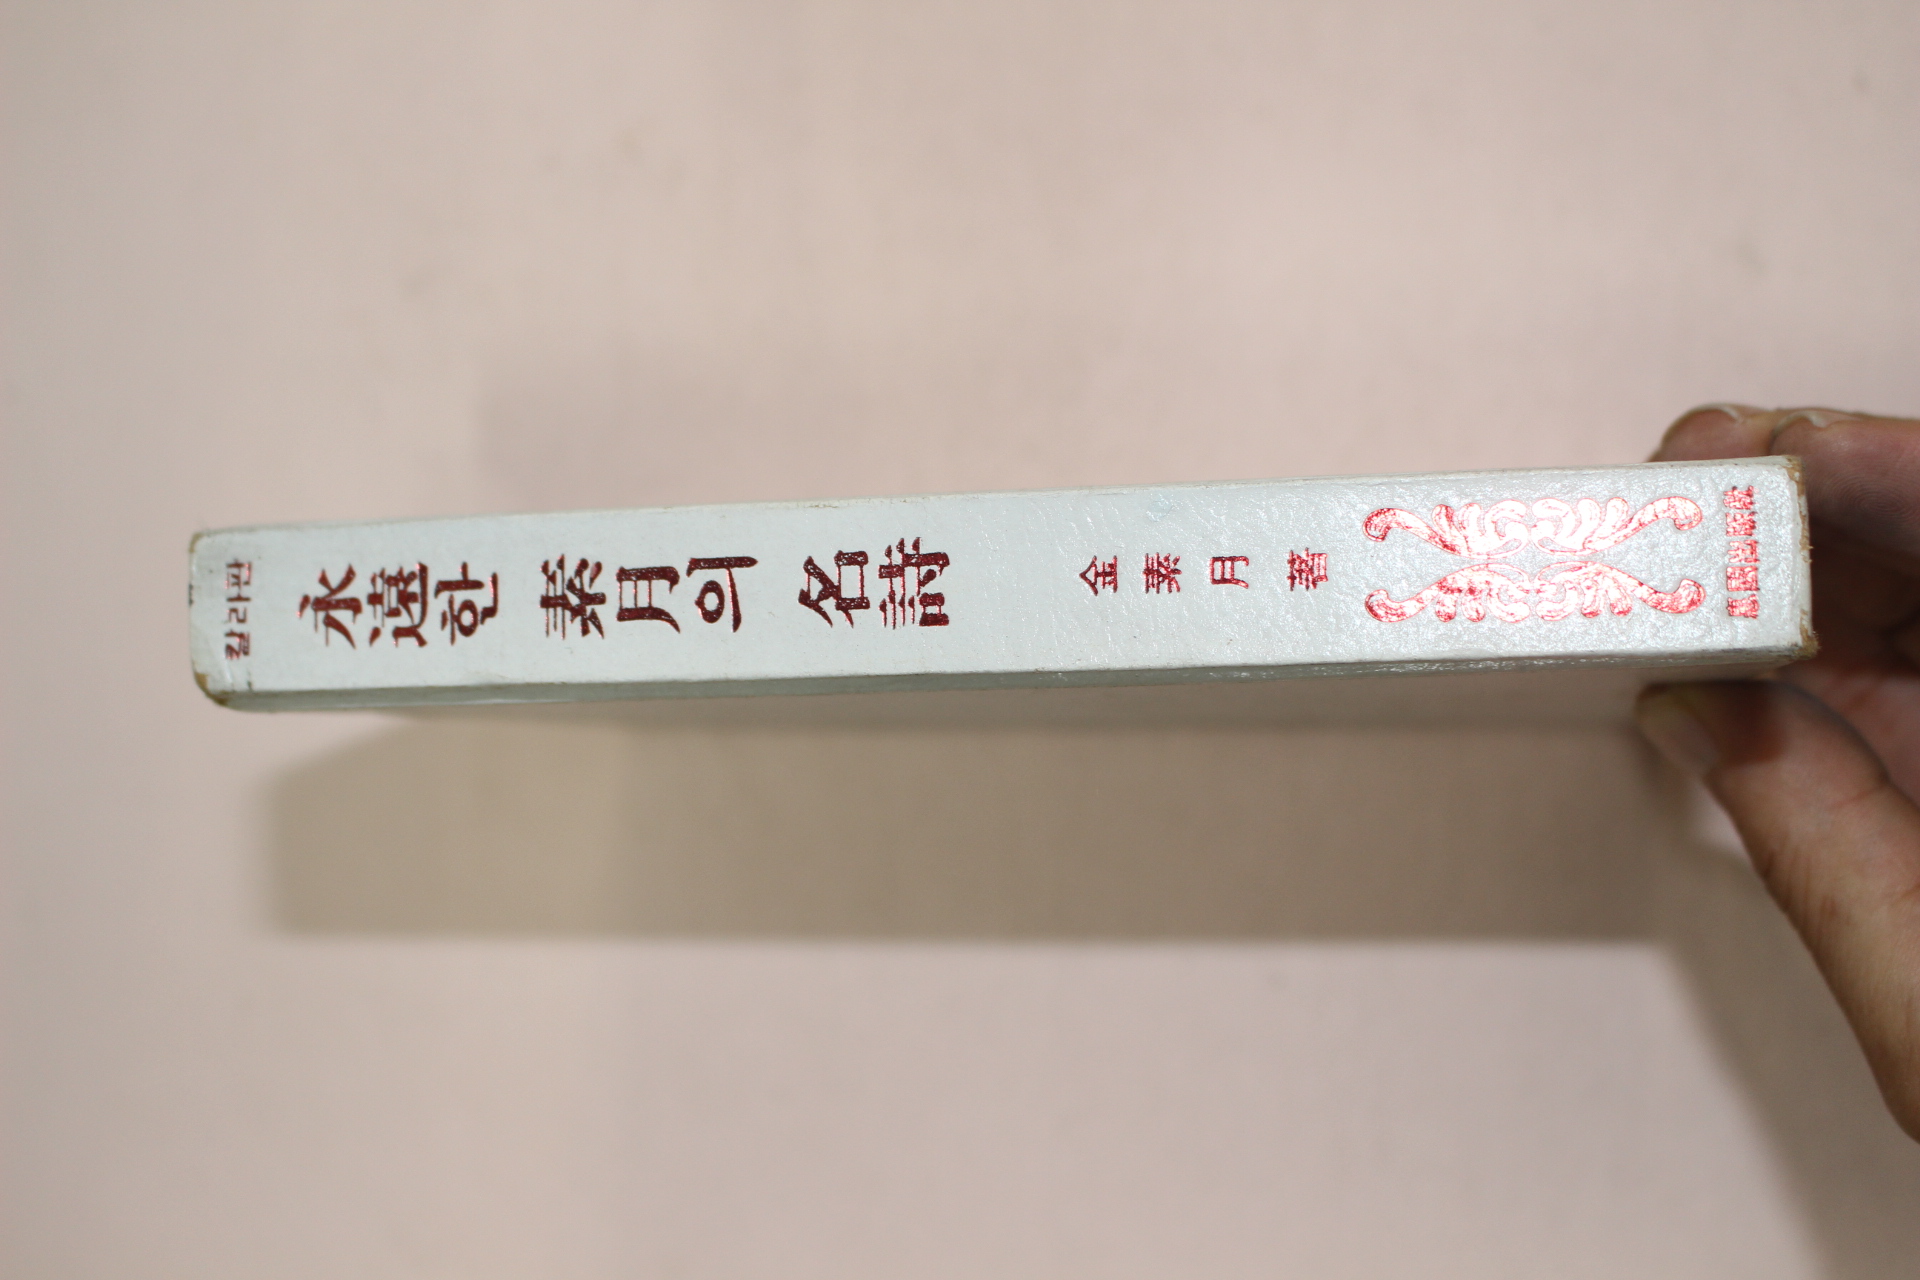 칼라판
永遠한 素月의 名詩
金素月 著